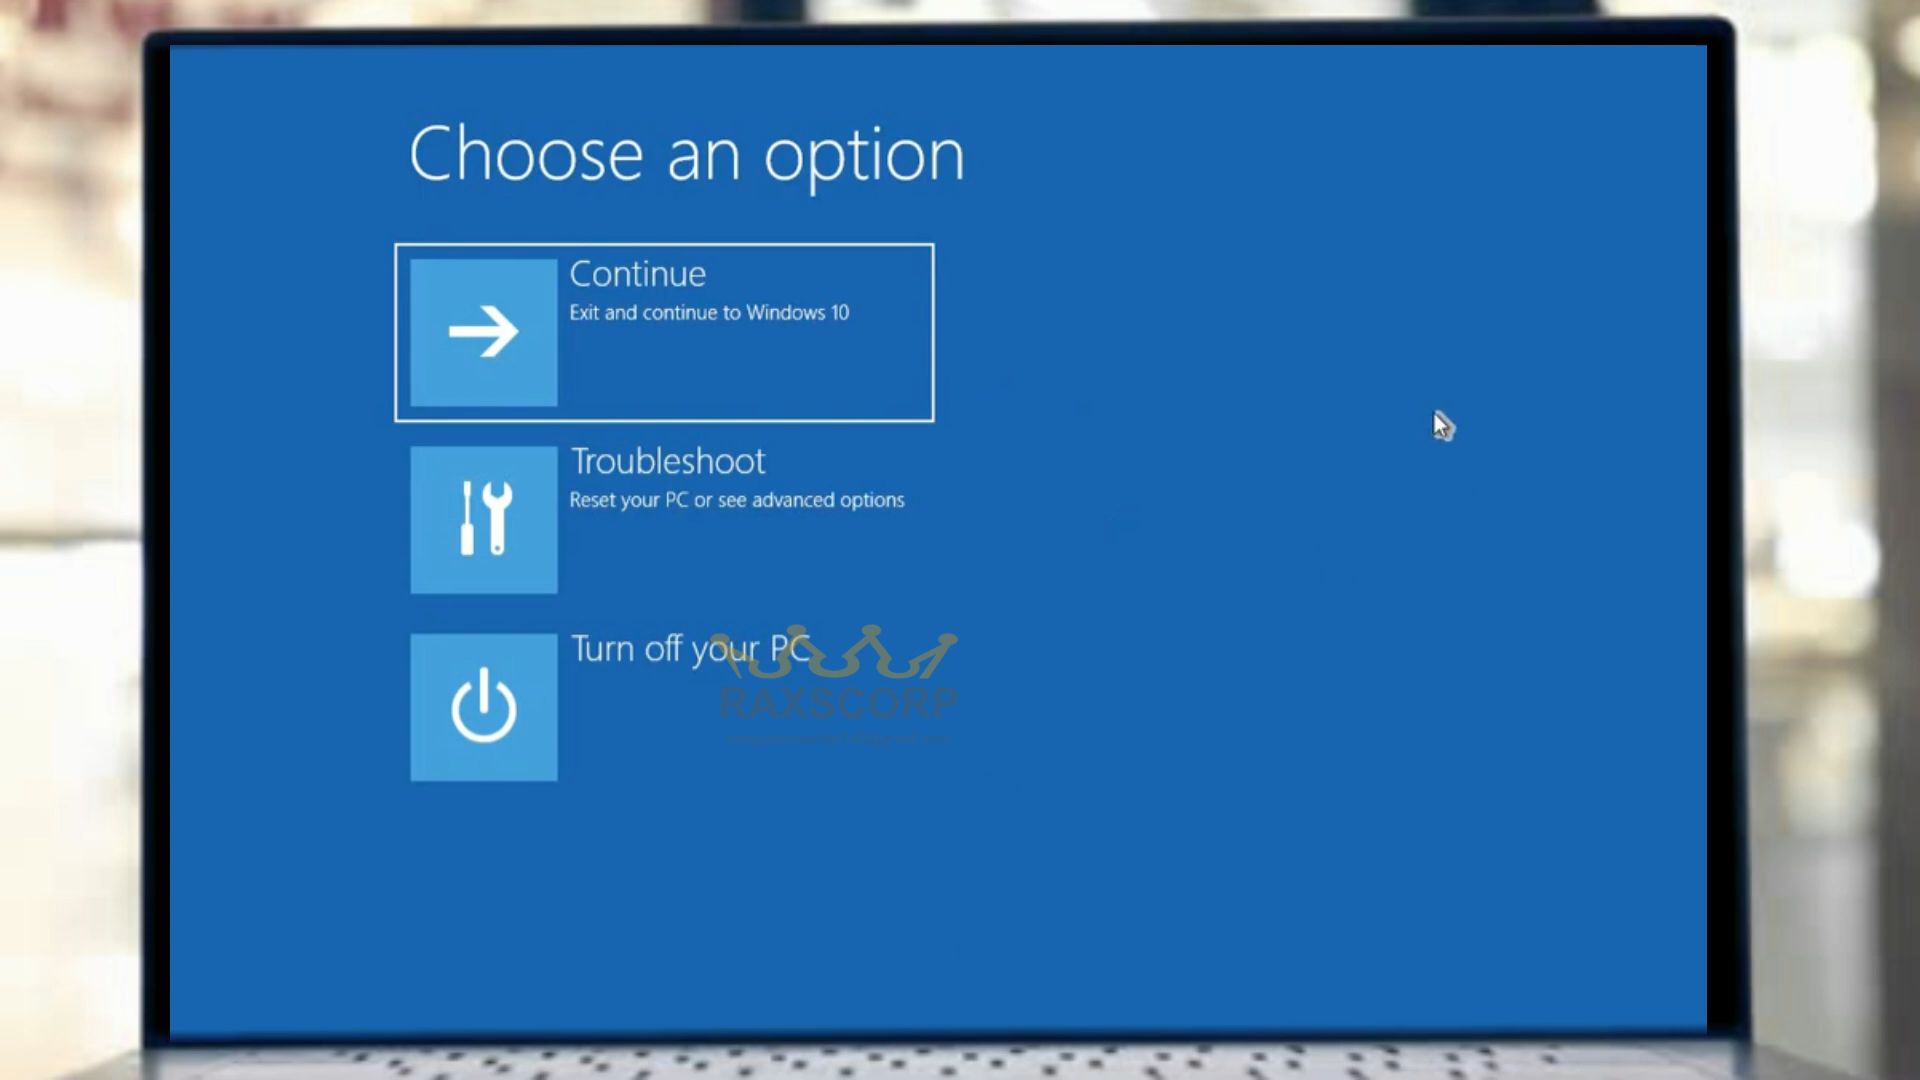 Choose an option
Continue
Exit and continue to Windows 10
Troubleshoot
Reset your PC or see advanced options
Turn off your PC
RAXSCORP